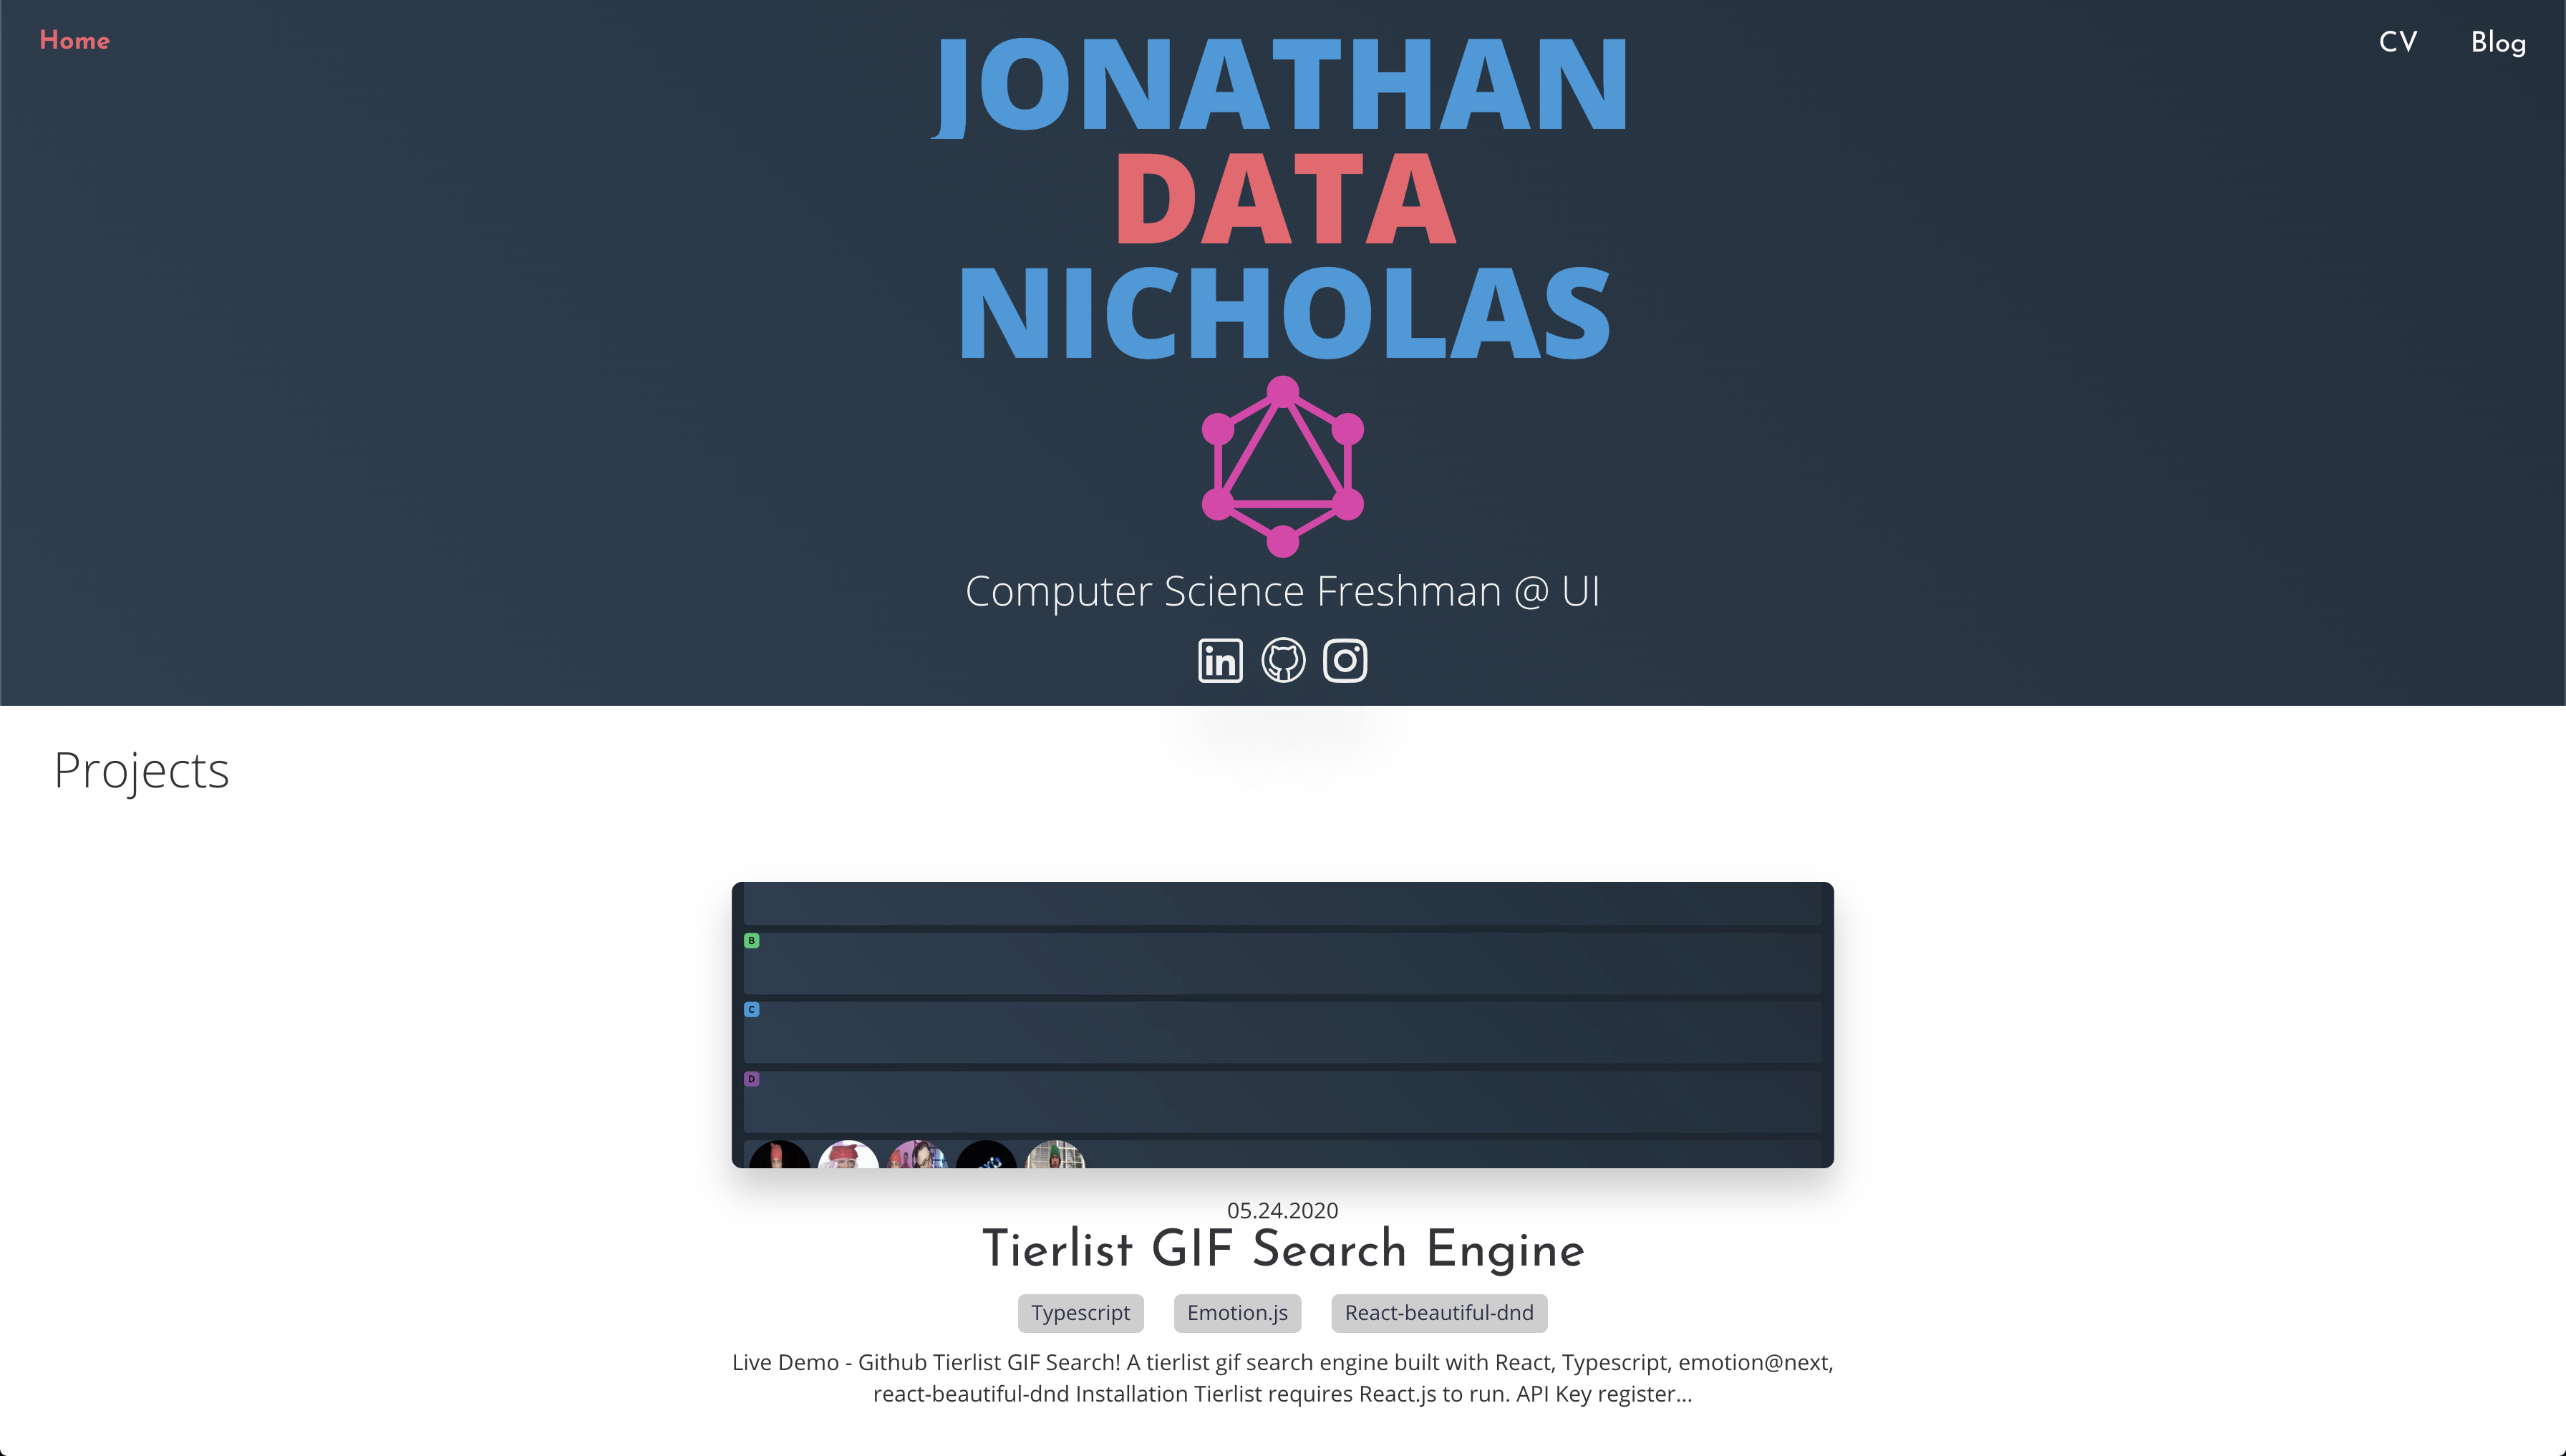 Home
CV
Blog
JONATHAN
DATA
NICHOLAS
Computer Science Freshman @ UI
in
Projects
B
C
D
05.24.2020
Tierlist GIF Search Engine
Typescript
Emotion.js
React-beautiful-dnd
Live Demo - Github Tierlist GIF Search! A tierlist gif search engine built with React, Typescript, emotion@next,
react-beautiful-dnd Installation Tierlist requires React.js to run. API Key register...